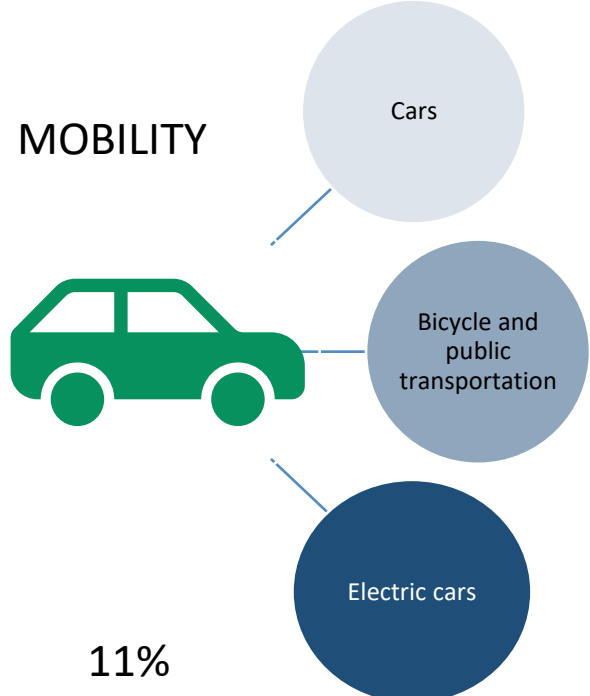 MOBILITY
Cars
Bicycle and
public
transportation
Electric cars
11%